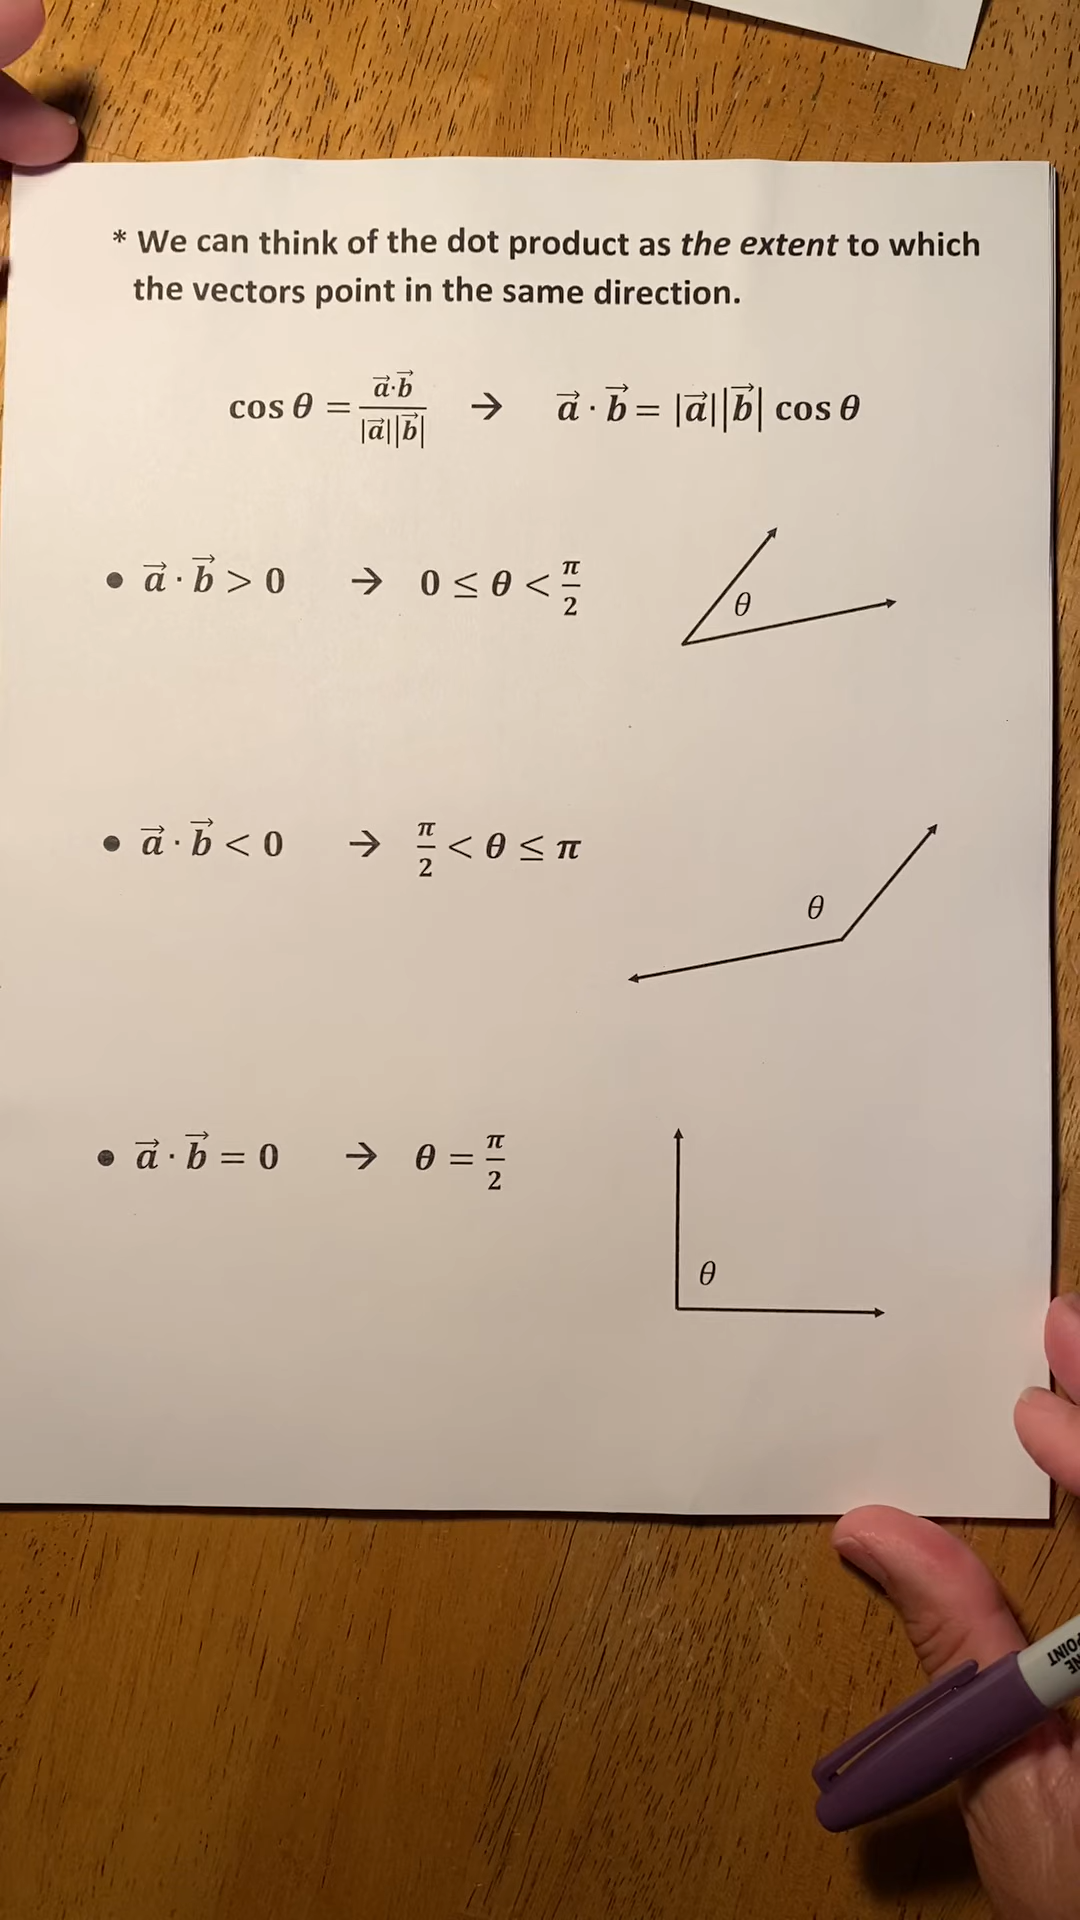 * We can think of the dot product as the extent to which
the vectors point in the same direction.
cos θ = a⃗·b⃗ / |a⃗||b⃗| → a⃗ · b⃗ = |a⃗||b⃗| cos θ
• a⃗ · b⃗ > 0 → 0 ≤ θ < π/2
θ
• a⃗ · b⃗ < 0 → π/2 < θ ≤ π
θ
• a⃗ · b⃗ = 0 → θ = π/2
θ
POINT